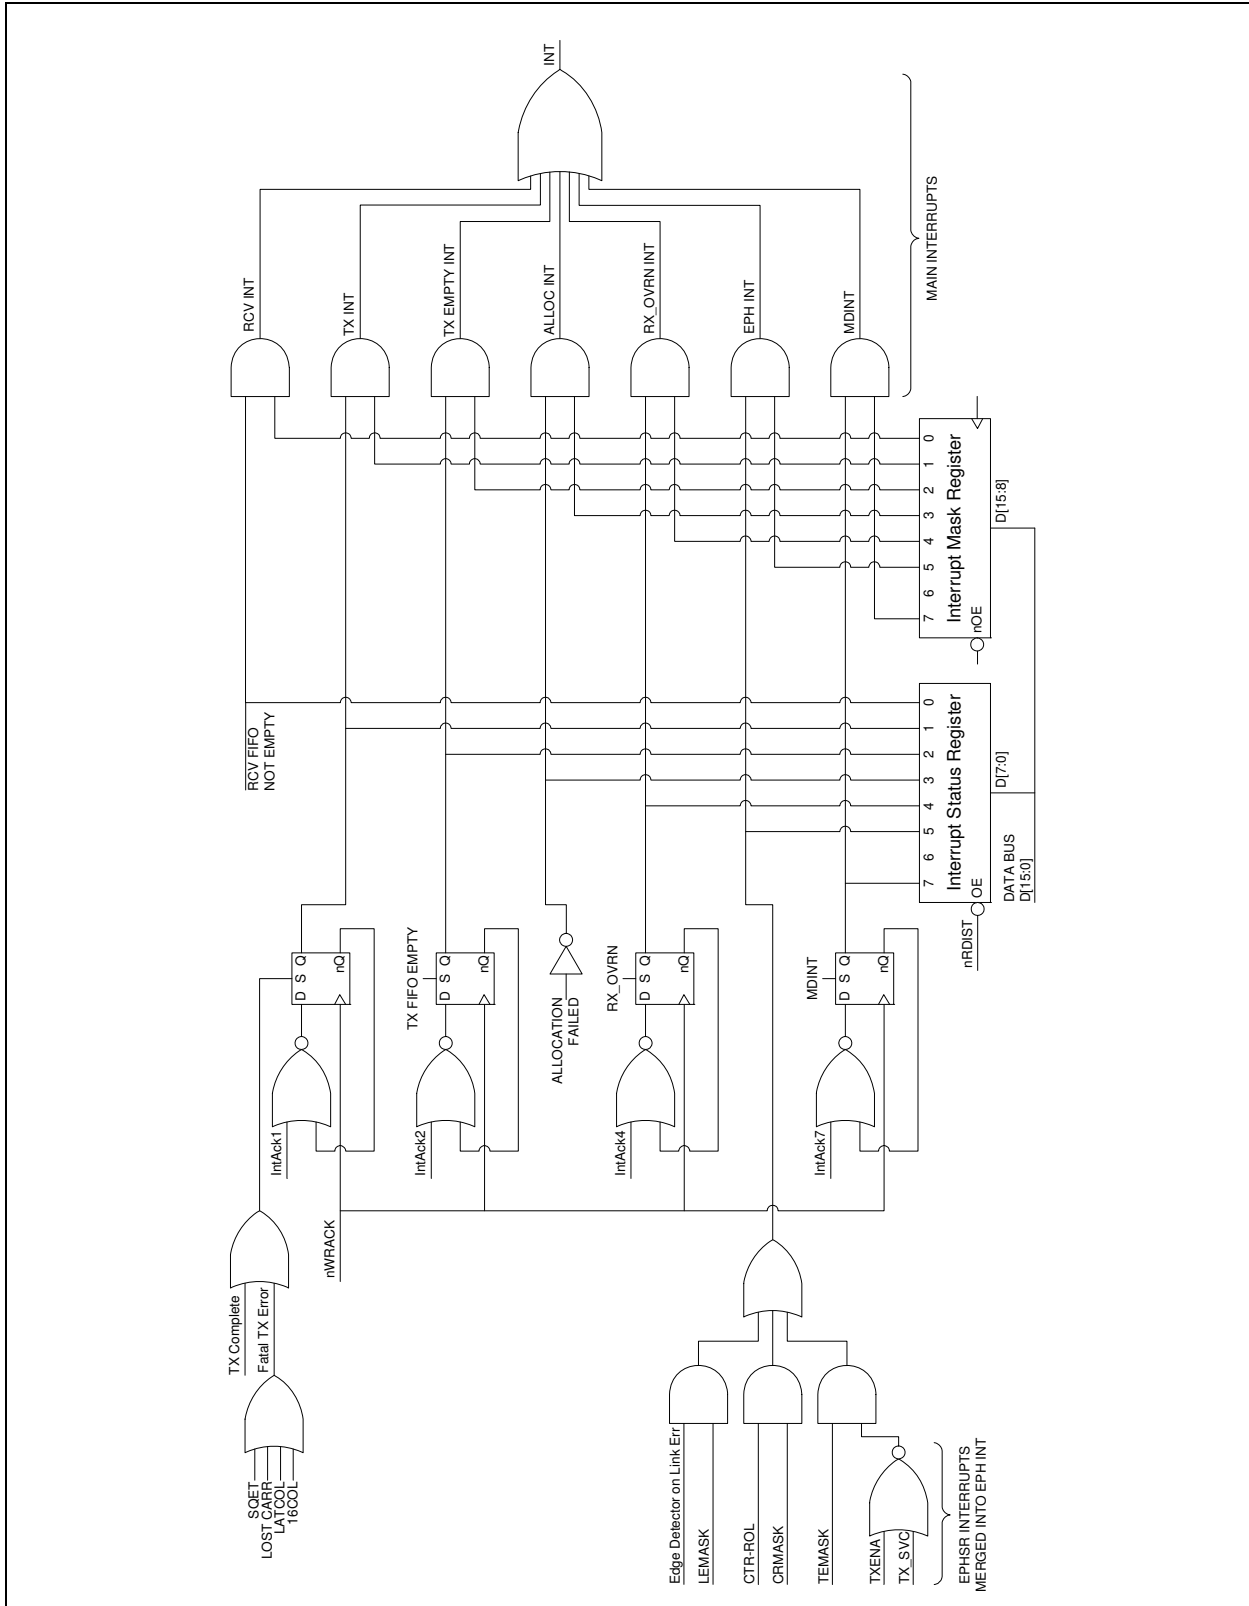 INT
RCV INT
TX INT
TX EMPTY INT
ALLOC INT
RX_OVRN INT
EPH INT
MDINT
MAIN INTERRUPTS
0
1
2
3
4
5
6
7
Interrupt Mask Register
nOE
D[15:8]
RCV FIFO
NOT EMPTY
0
1
2
3
4
5
6
7
Interrupt Status Register
OE
nRDIST
D[7:0]
DATA BUS
D[15:0]
D S Q
nQ
TX FIFO EMPTY
D S Q
nQ
ALLOCATION
FAILED
RX_OVRN
D S Q
nQ
MDINT
D S Q
nQ
IntAck1
IntAck2
IntAck4
IntAck7
nWRACK
TX Complete
Fatal TX Error
SQET
LOST CARR
LATCOL
16COL
Edge Detector on Link Err
LEMASK
CTR-ROL
CRMASK
TEMASK
TXENA
TX_SVC
EPHSR INTERRUPTS
MERGED INTO EPH INT